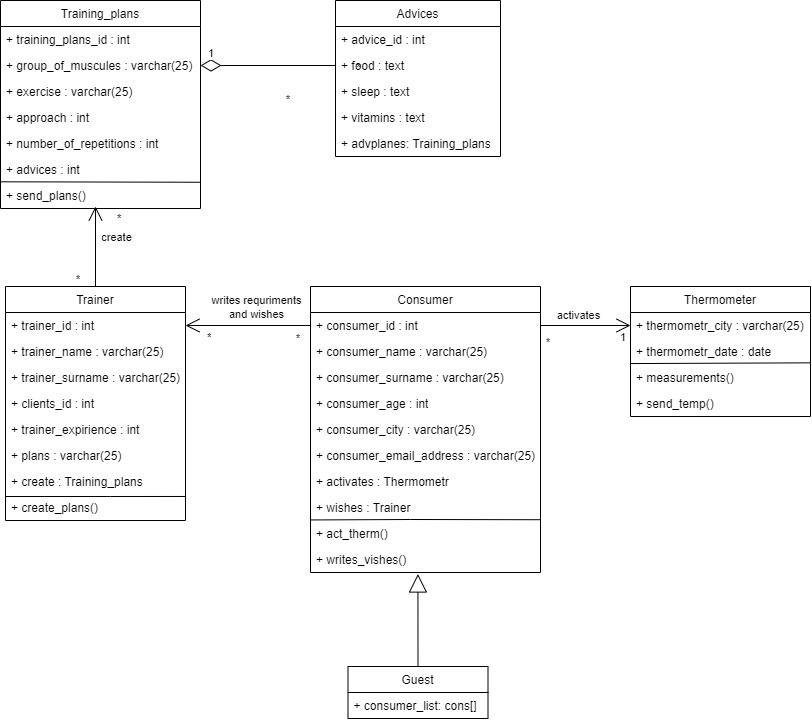 Training_plans
+ training_plans_id : int
+ group_of_muscules : varchar(25)
+ exercise : varchar(25)
+ approach : int
+ number_of_repetitions : int
+ advices : int
+ send_plans()
1
*
Advices
+ advice_id : int
+ food : text
+ sleep : text
+ vitamins : text
+ advplanes: Training_plans
*
create
*
Trainer
+ trainer_id : int
+ trainer_name : varchar(25)
+ trainer_surname : varchar(25)
+ clients_id : int
+ trainer_expirience : int
+ plans : varchar(25)
+ create : Training_plans
+ create_plans()
writes requriments
and wishes
*
*
Consumer
+ consumer_id : int
+ consumer_name : varchar(25)
+ consumer_surname : varchar(25)
+ consumer_age : int
+ consumer_city : varchar(25)
+ consumer_email_address : varchar(25)
+ activates : Thermometr
+ wishes : Trainer
+ act_therm()
+ writes_vishes()
activates
*
1
Thermometer
+ thermometr_city : varchar(25)
+ thermometr_date : date
+ measurements()
+ send_temp()
Guest
+ consumer_list: cons[]